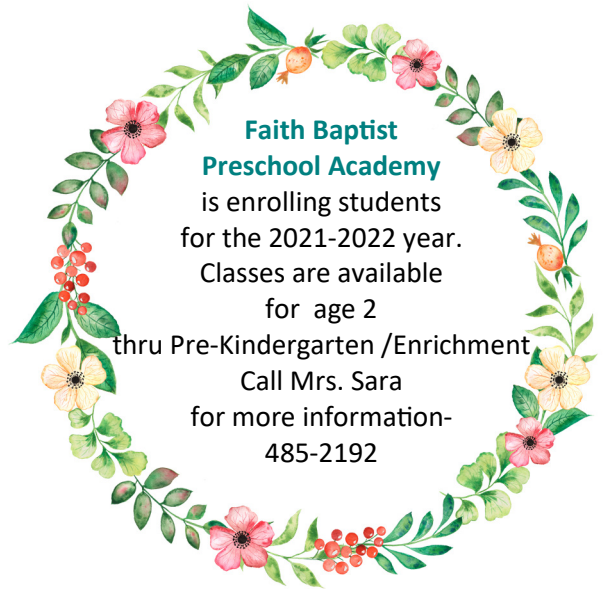 Faith Baptist
Preschool Academy
is enrolling students
for the 2021-2022 year.
Classes are available
for  age 2
thru Pre-Kindergarten /Enrichment
Call Mrs. Sara
for more information-
485-2192